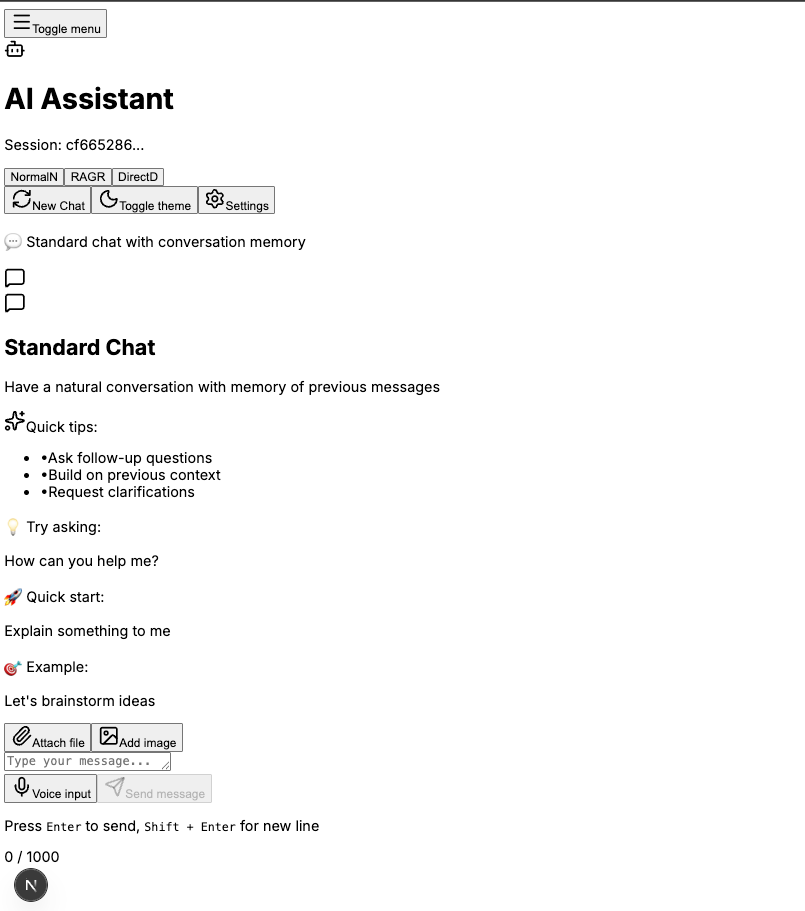 Toggle menu
AI Assistant
Session: cf665286...
NormalN RAGR DirectD
New Chat Toggle theme Settings
💬 Standard chat with conversation memory
Standard Chat
Have a natural conversation with memory of previous messages
Quick tips:
• •Ask follow-up questions
• •Build on previous context
• •Request clarifications
💡 Try asking:
How can you help me?
🚀 Quick start:
Explain something to me
🎯 Example:
Let's brainstorm ideas
Attach file Add image
Type your message...
Voice input Send message
Press Enter to send, Shift + Enter for new line
0 / 1000
N